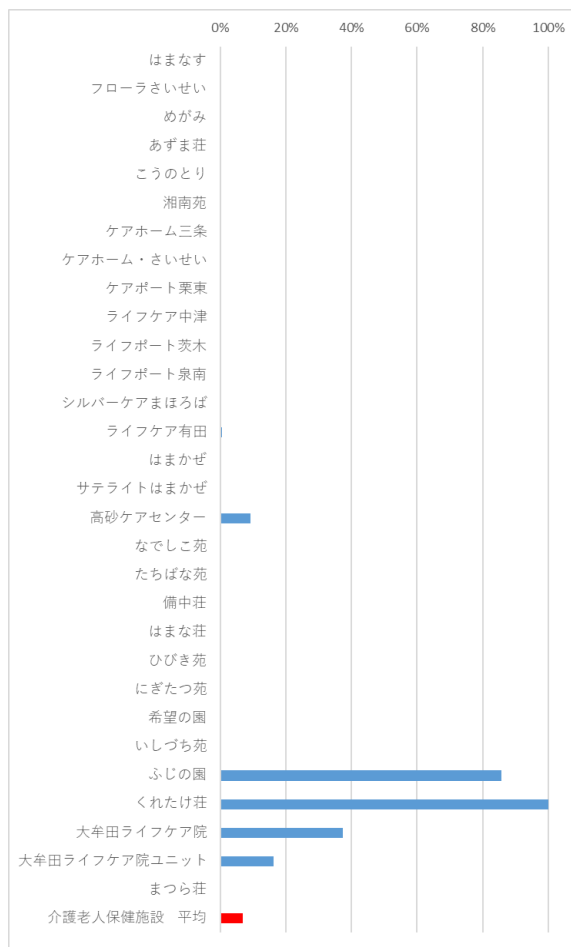 0% 20% 40% 60% 80% 100%
はまなす
フローラさいせい
めがみ
あずま荘
こうのとり
湘南苑
ケアホーム三条
ケアホーム・さいせい
ケアポート栗東
ライフケア中津
ライフポート茨木
ライフポート泉南
シルバーケアまほろば
ライフケア有田
はまかぜ
サテライトはまかぜ
高砂ケアセンター
なでしこ苑
たちばな苑
備中荘
はまな荘
ひびき苑
にぎたつ苑
希望の園
いしづち苑
ふじの園
くれたけ荘
大牟田ライフケア院
大牟田ライフケア院ユニット
まつら荘
介護老人保健施設　平均